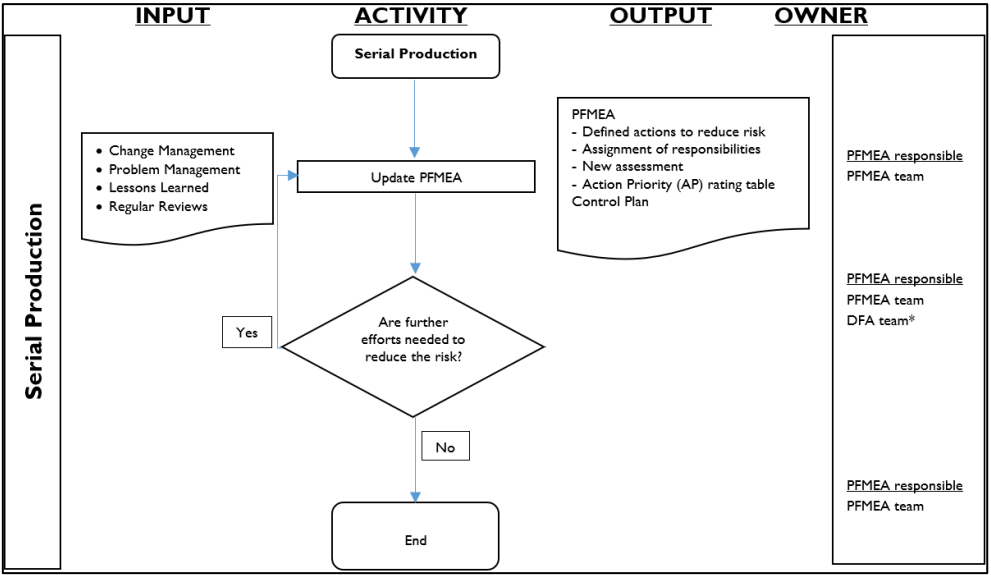 INPUT
ACTIVITY
OUTPUT
OWNER
Serial Production
Serial Production
• Change Management
• Problem Management
• Lessons Learned
• Regular Reviews
Update PFMEA
PFMEA
- Defined actions to reduce risk
- Assignment of responsibilities
- New assessment
- Action Priority (AP) rating table
Control Plan
PFMEA responsible
PFMEA team
Yes
Are further
efforts needed to
reduce the risk?
PFMEA responsible
PFMEA team
DFA team*
No
End
PFMEA responsible
PFMEA team